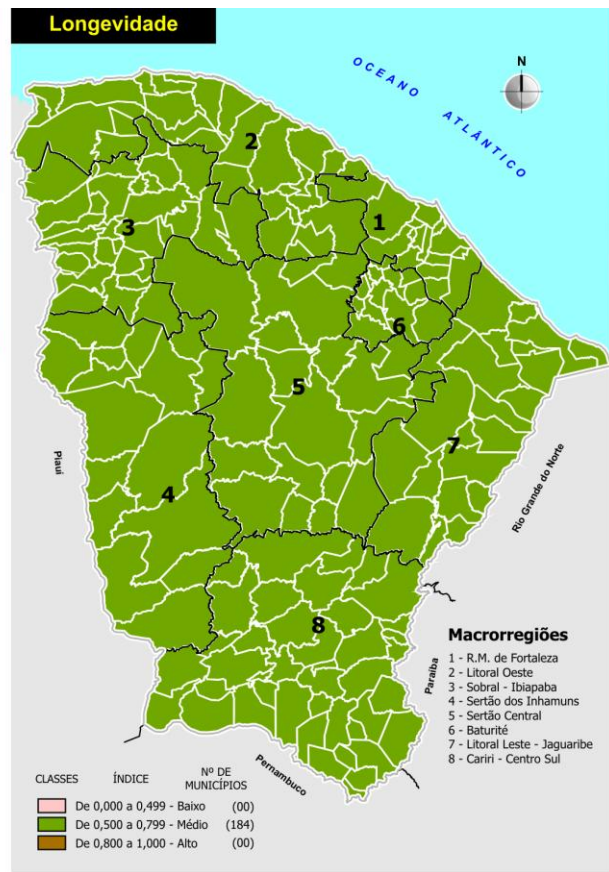 Longevidade
N
OCEANO ATLÂNTICO
2
1
3
6
5
7
4
8
Piauí
Rio Grande do Norte
Paraíba
Pernambuco
Macrorregiões
1 - R.M. de Fortaleza
2 - Litoral Oeste
3 - Sobral - Ibiapaba
4 - Sertão dos Inhamuns
5 - Sertão Central
6 - Baturité
7 - Litoral Leste - Jaguaribe
8 - Cariri - Centro Sul
CLASSES ÍNDICE Nº DE MUNICÍPIOS
De 0,000 a 0,499 - Baixo (00)
De 0,500 a 0,799 - Médio (184)
De 0,800 a 1,000 - Alto (00)